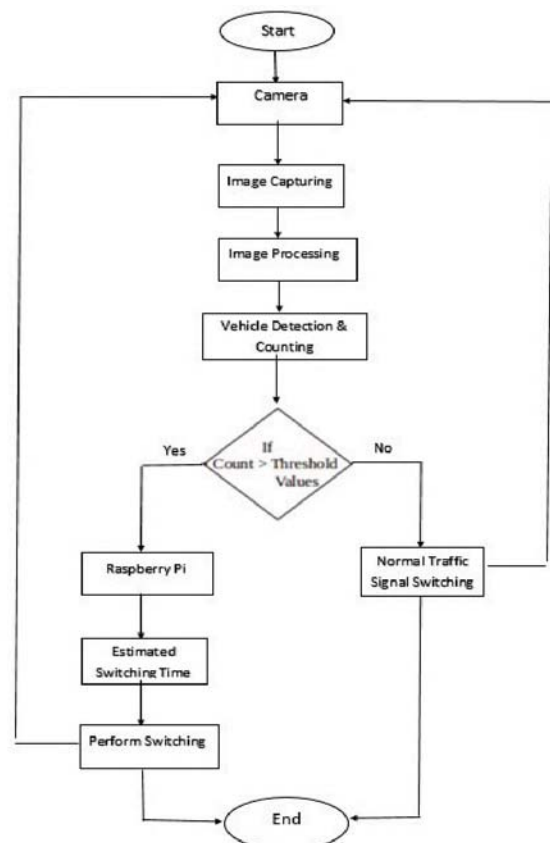 Start
Camera
Image Capturing
Image Processing
Vehicle Detection &
Counting
If
Count > Threshold
Values
Yes
No
Raspberry Pi
Normal Traffic
Signal Switching
Estimated
Switching Time
Perform Switching
End